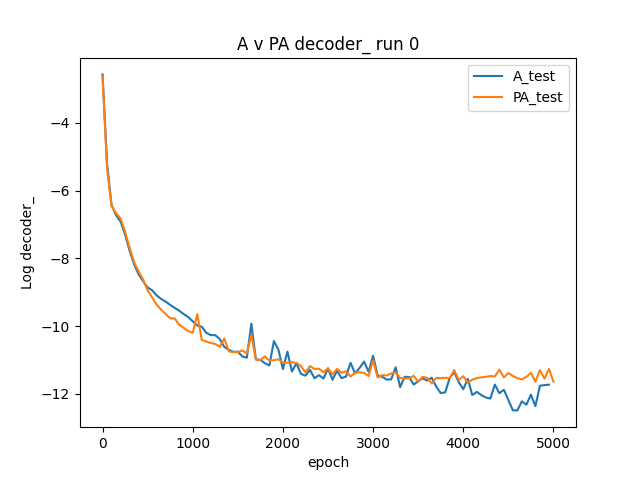 A v PA decoder_ run 0
A_test
PA_test
−4
−6
−8
−10
−12
Log decoder_
0
1000
2000
3000
4000
5000
epoch